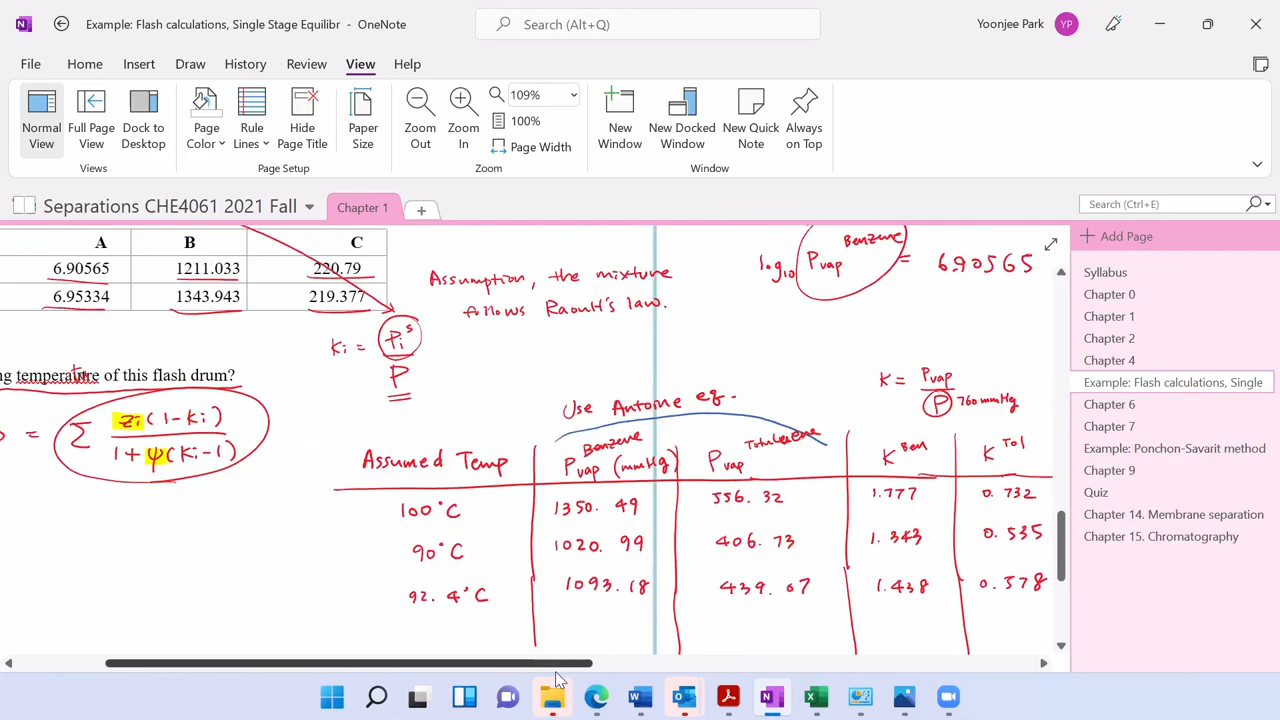 Example: Flash calculations, Single Stage Equilibr - OneNote
Search (Alt+Q)
Yoonjee Park
YP
File Home Insert Draw History Review View Help
Normal View
Full Page View
Dock to Desktop
Views
Page Color
Rule Lines
Hide Page Title
Paper Size
Page Setup
Zoom Out
Zoom In
109%
100%
Page Width
Zoom
New Window
New Docked Window
New Quick Note
Always on Top
Window
Separations CHE4061 2021 Fall
Chapter 1
Search (Ctrl+E)
Add Page
Syllabus
Chapter 0
Chapter 1
Chapter 2
Chapter 4
Example: Flash calculations, Single
Chapter 6
Chapter 7
Example: Ponchon-Savarit method
Chapter 9
Quiz
Chapter 14. Membrane separation
Chapter 15. Chromatography
A B C
6.90565 1211.033 220.79
6.95334 1343.943 219.377
Assumption, the mixture
follows Raoult's law.
log10 Pvap Benzene = 6.90565
Ki = Pi^s / P
ng temperature of this flash drum?
= Σ zi(1-Ki) / 1+ψ(Ki-1)
K = Pvap / P 760mmHg
Use Antoine eq.
Assumed Temp Pvap Benzene (mmHg) Pvap K Ben K Tol
100°C 1350.49 556.32 1.777 0.732
90°C 1020.99 406.73 1.343 0.535
92.4°C 1093.18 439.07 1.438 0.578